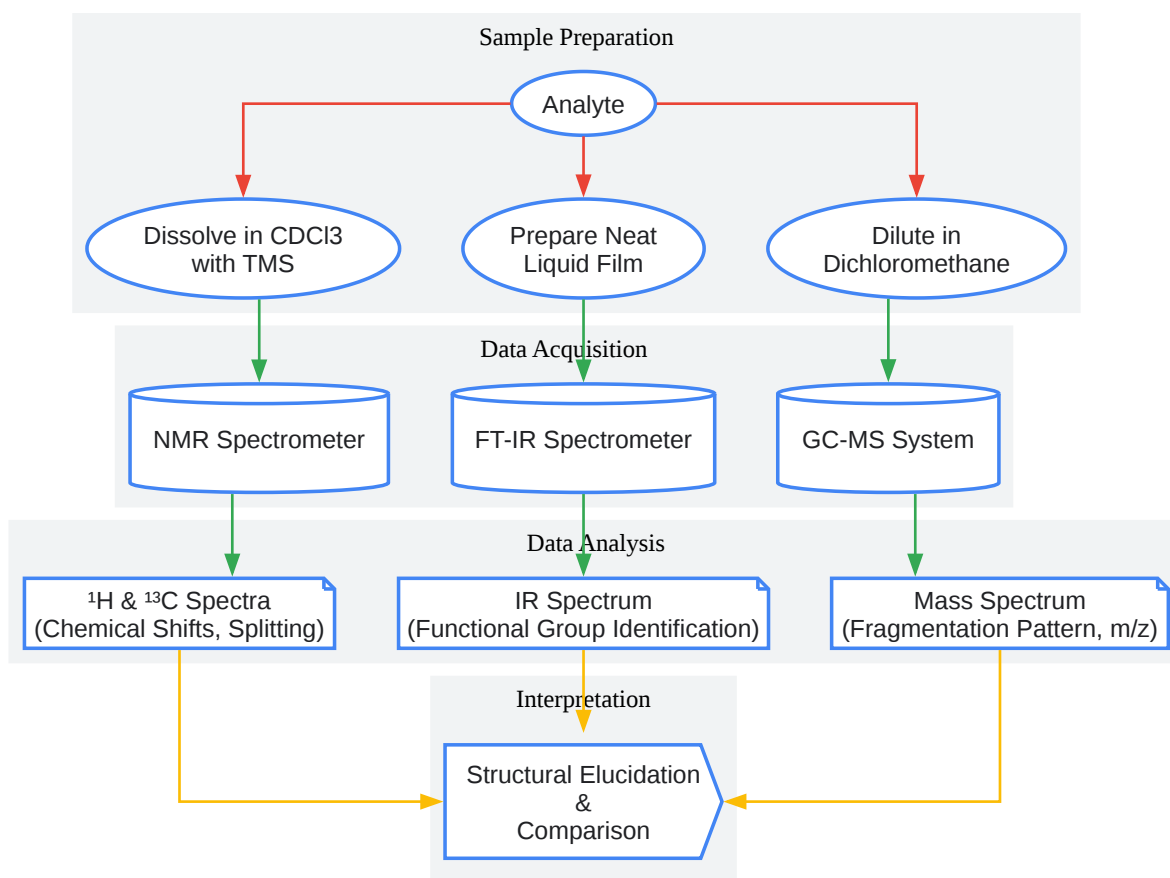 Sample Preparation
Analyte
Dissolve in CDCl3
with TMS
Prepare Neat
Liquid Film
Dilute in
Dichloromethane
Data Acquisition
NMR Spectrometer
FT-IR Spectrometer
GC-MS System
Data Analysis
¹H & ¹³C Spectra
(Chemical Shifts, Splitting)
IR Spectrum
(Functional Group Identification)
Mass Spectrum
(Fragmentation Pattern, m/z)
Interpretation
Structural Elucidation
&
Comparison